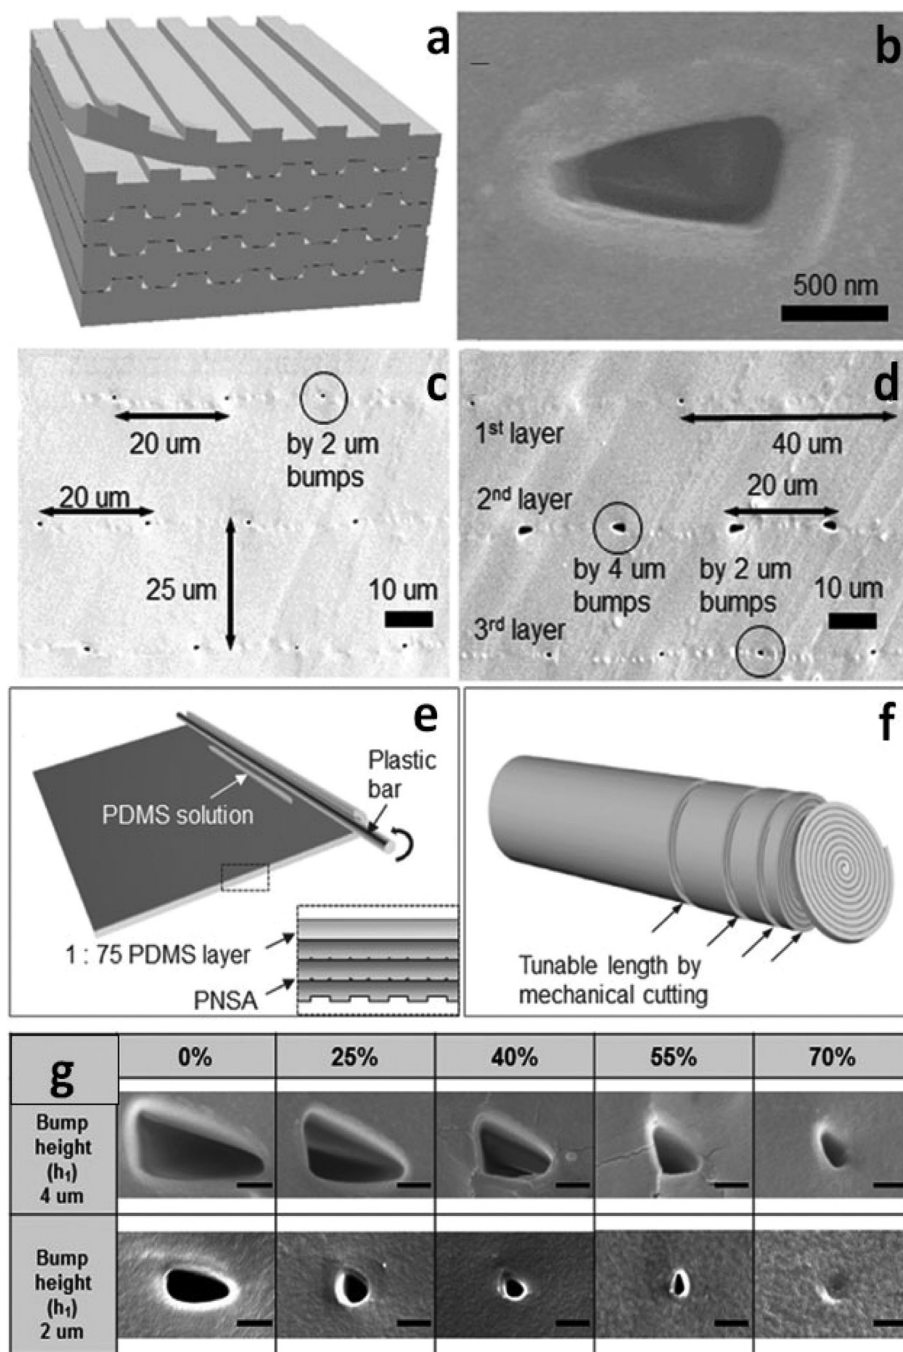 a
b
500 nm
c
20 um
by 2 um
bumps
20 um
25 um
10 um
d
1st layer
40 um
2nd layer
20 um
by 4 um
bumps
by 2 um
bumps
10 um
3rd layer
e
Plastic
bar
PDMS solution
1 : 75 PDMS layer
PNSA
f
Tunable length by
mechanical cutting
g
0%
25%
40%
55%
70%
Bump
height
(h1)
4 um
Bump
height
(h1)
2 um